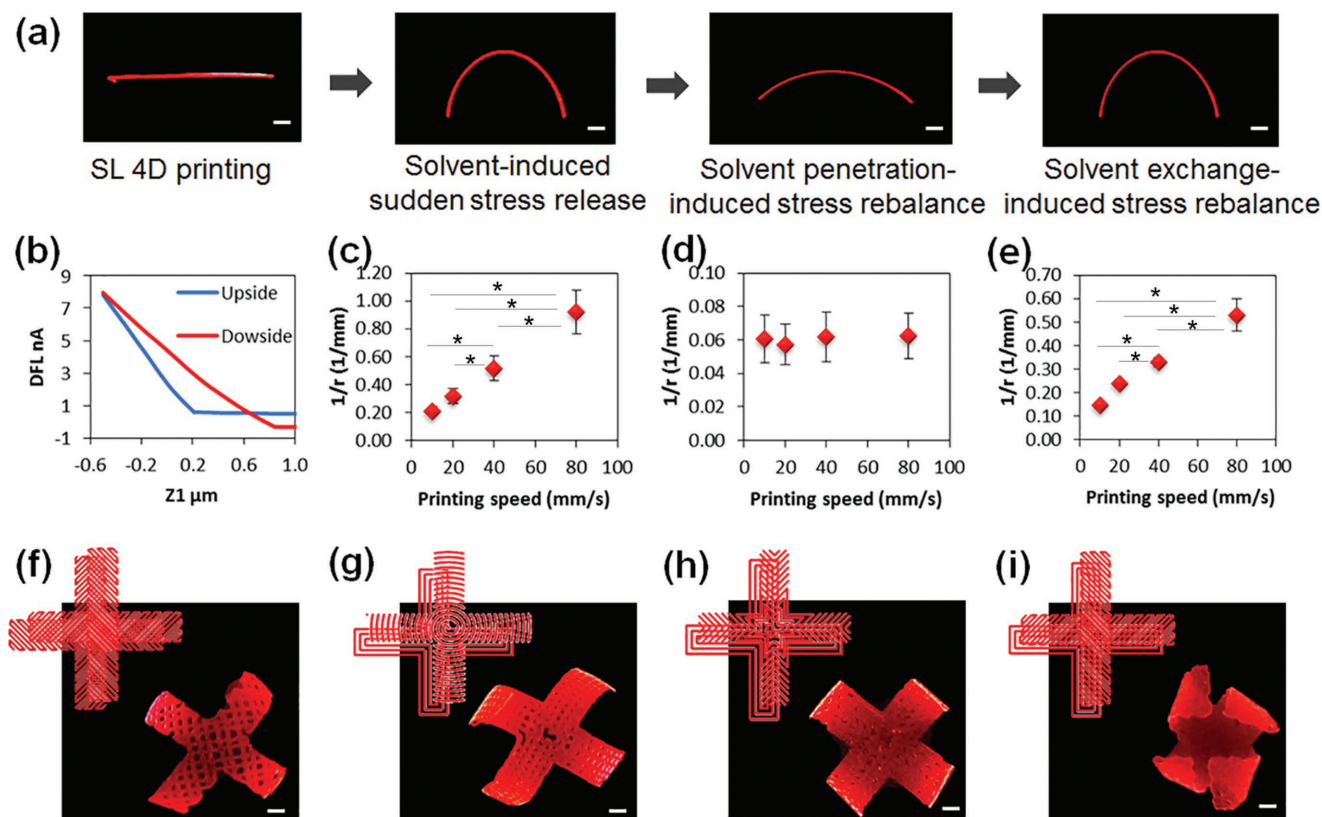 (a)
SL 4D printing
Solvent-induced
sudden stress release
Solvent penetration-
induced stress rebalance
Solvent exchange-
induced stress rebalance
(b)
9
7
5
3
1
-1
DFL nA
Upside
Dowside
-0.6
-0.2
0.2
0.6
1.0
Z1 µm
(c)
1.20
1.00
0.80
0.60
0.40
0.20
0.00
1/r (1/mm)
*
*
*
*
*
0
20
40
60
80
100
Printing speed (mm/s)
(d)
0.10
0.08
0.06
0.04
0.02
0.00
1/r (1/mm)
0
20
40
60
80
100
Printing speed (mm/s)
(e)
0.70
0.60
0.50
0.40
0.30
0.20
0.10
0.00
1/r (1/mm)
*
*
*
*
*
0
20
40
60
80
100
Printing speed (mm/s)
(f)
(g)
(h)
(i)